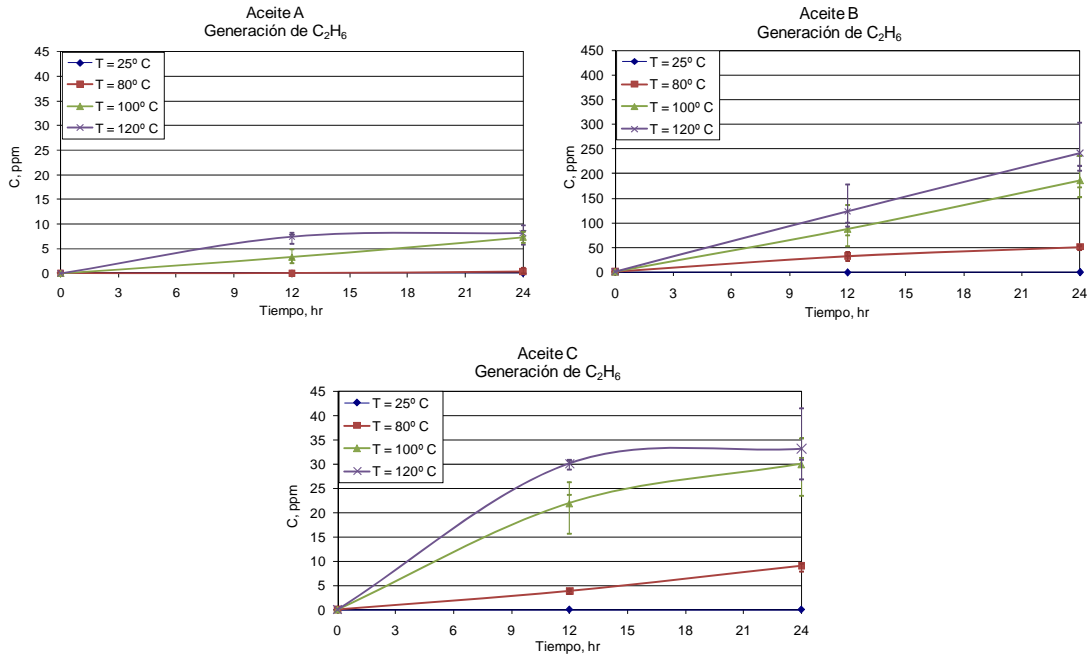 Aceite A
Generación de C₂H₆
45
40
35
30
25
20
15
10
5
0
C, ppm
T = 25º C
T = 80º C
T = 100º C
T = 120º C
0 3 6 9 12 15 18 21 24
Tiempo, hr
Aceite B
Generación de C₂H₆
450
400
350
300
250
200
150
100
50
0
C, ppm
T = 25º C
T = 80º C
T = 100º C
T = 120º C
0 3 6 9 12 15 18 21 24
Tiempo, hr
Aceite C
Generación de C₂H₆
45
40
35
30
25
20
15
10
5
0
C, ppm
T = 25º C
T = 80º C
T = 100º C
T = 120º C
0 3 6 9 12 15 18 21 24
Tiempo, hr